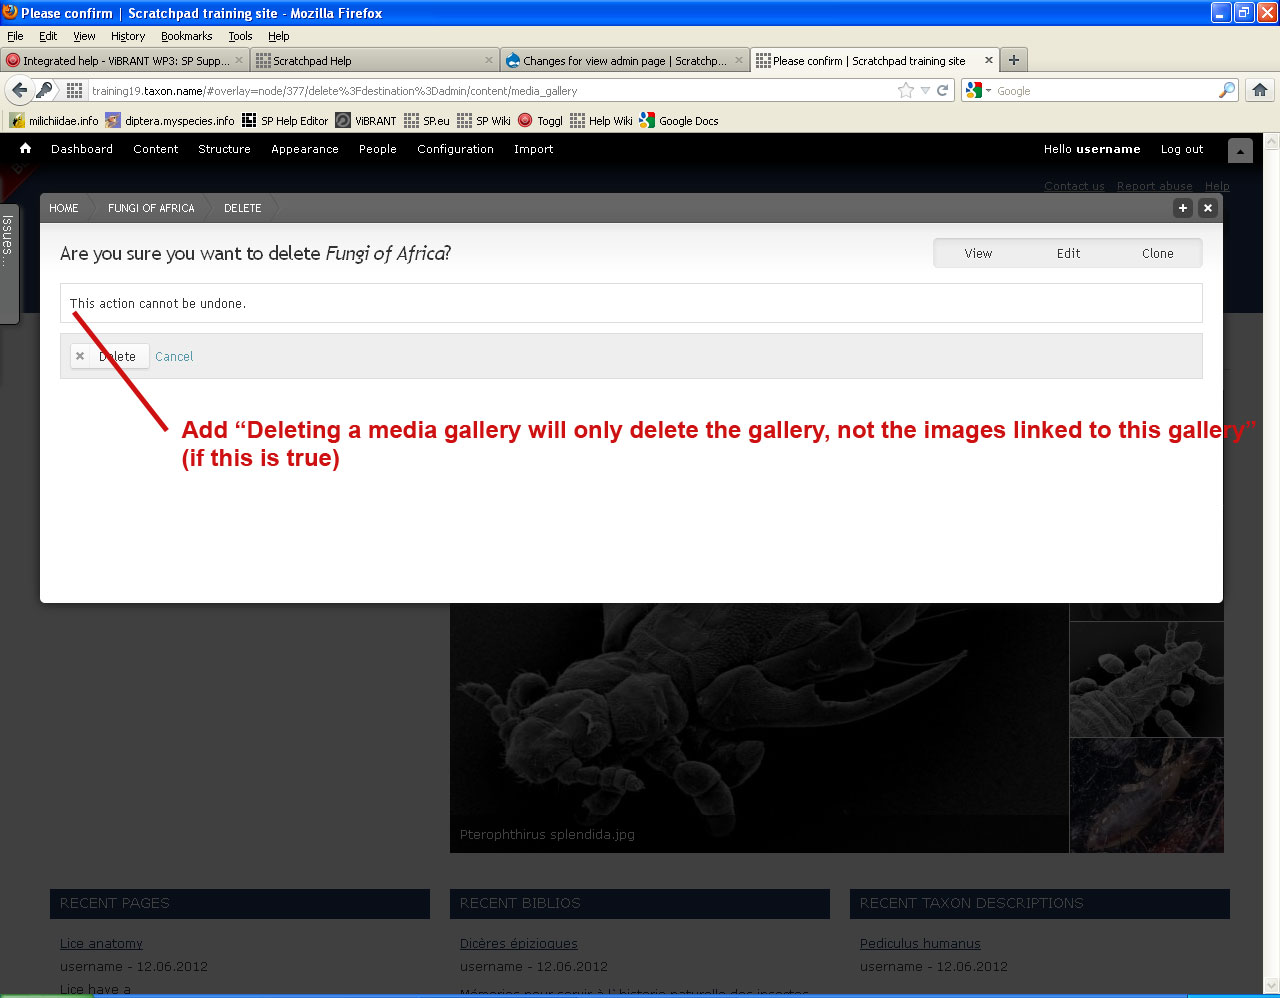 Please confirm | Scratchpad training site - Mozilla Firefox
File Edit View History Bookmarks Tools Help
Integrated help - ViBRANT WP3: SP Supp... Scratchpad Help Changes for view admin page | Scratchp... Please confirm | Scratchpad training site
training19.taxon.name/#overlay=node/377/delete%3Fdestination%3Dadmin/content/media_gallery Google
milichiidae.info diptera.myspecies.info SP Help Editor ViBRANT SP.eu SP Wiki Toggl Help Wiki Google Docs
Dashboard Content Structure Appearance People Configuration Import Hello username Log out
Contact us Report abuse Help
Issues...
HOME FUNGI OF AFRICA DELETE
Are you sure you want to delete Fungi of Africa?
View Edit Clone
This action cannot be undone.
Delete Cancel
Add “Deleting a media gallery will only delete the gallery, not the images linked to this gallery”
(if this is true)
Pterophthirus splendida.jpg
RECENT PAGES RECENT BIBLIOS RECENT TAXON DESCRIPTIONS
Lice anatomy Dicères épizioques Pediculus humanus
username - 12.06.2012 username - 12.06.2012 username - 12.06.2012
Lice have a